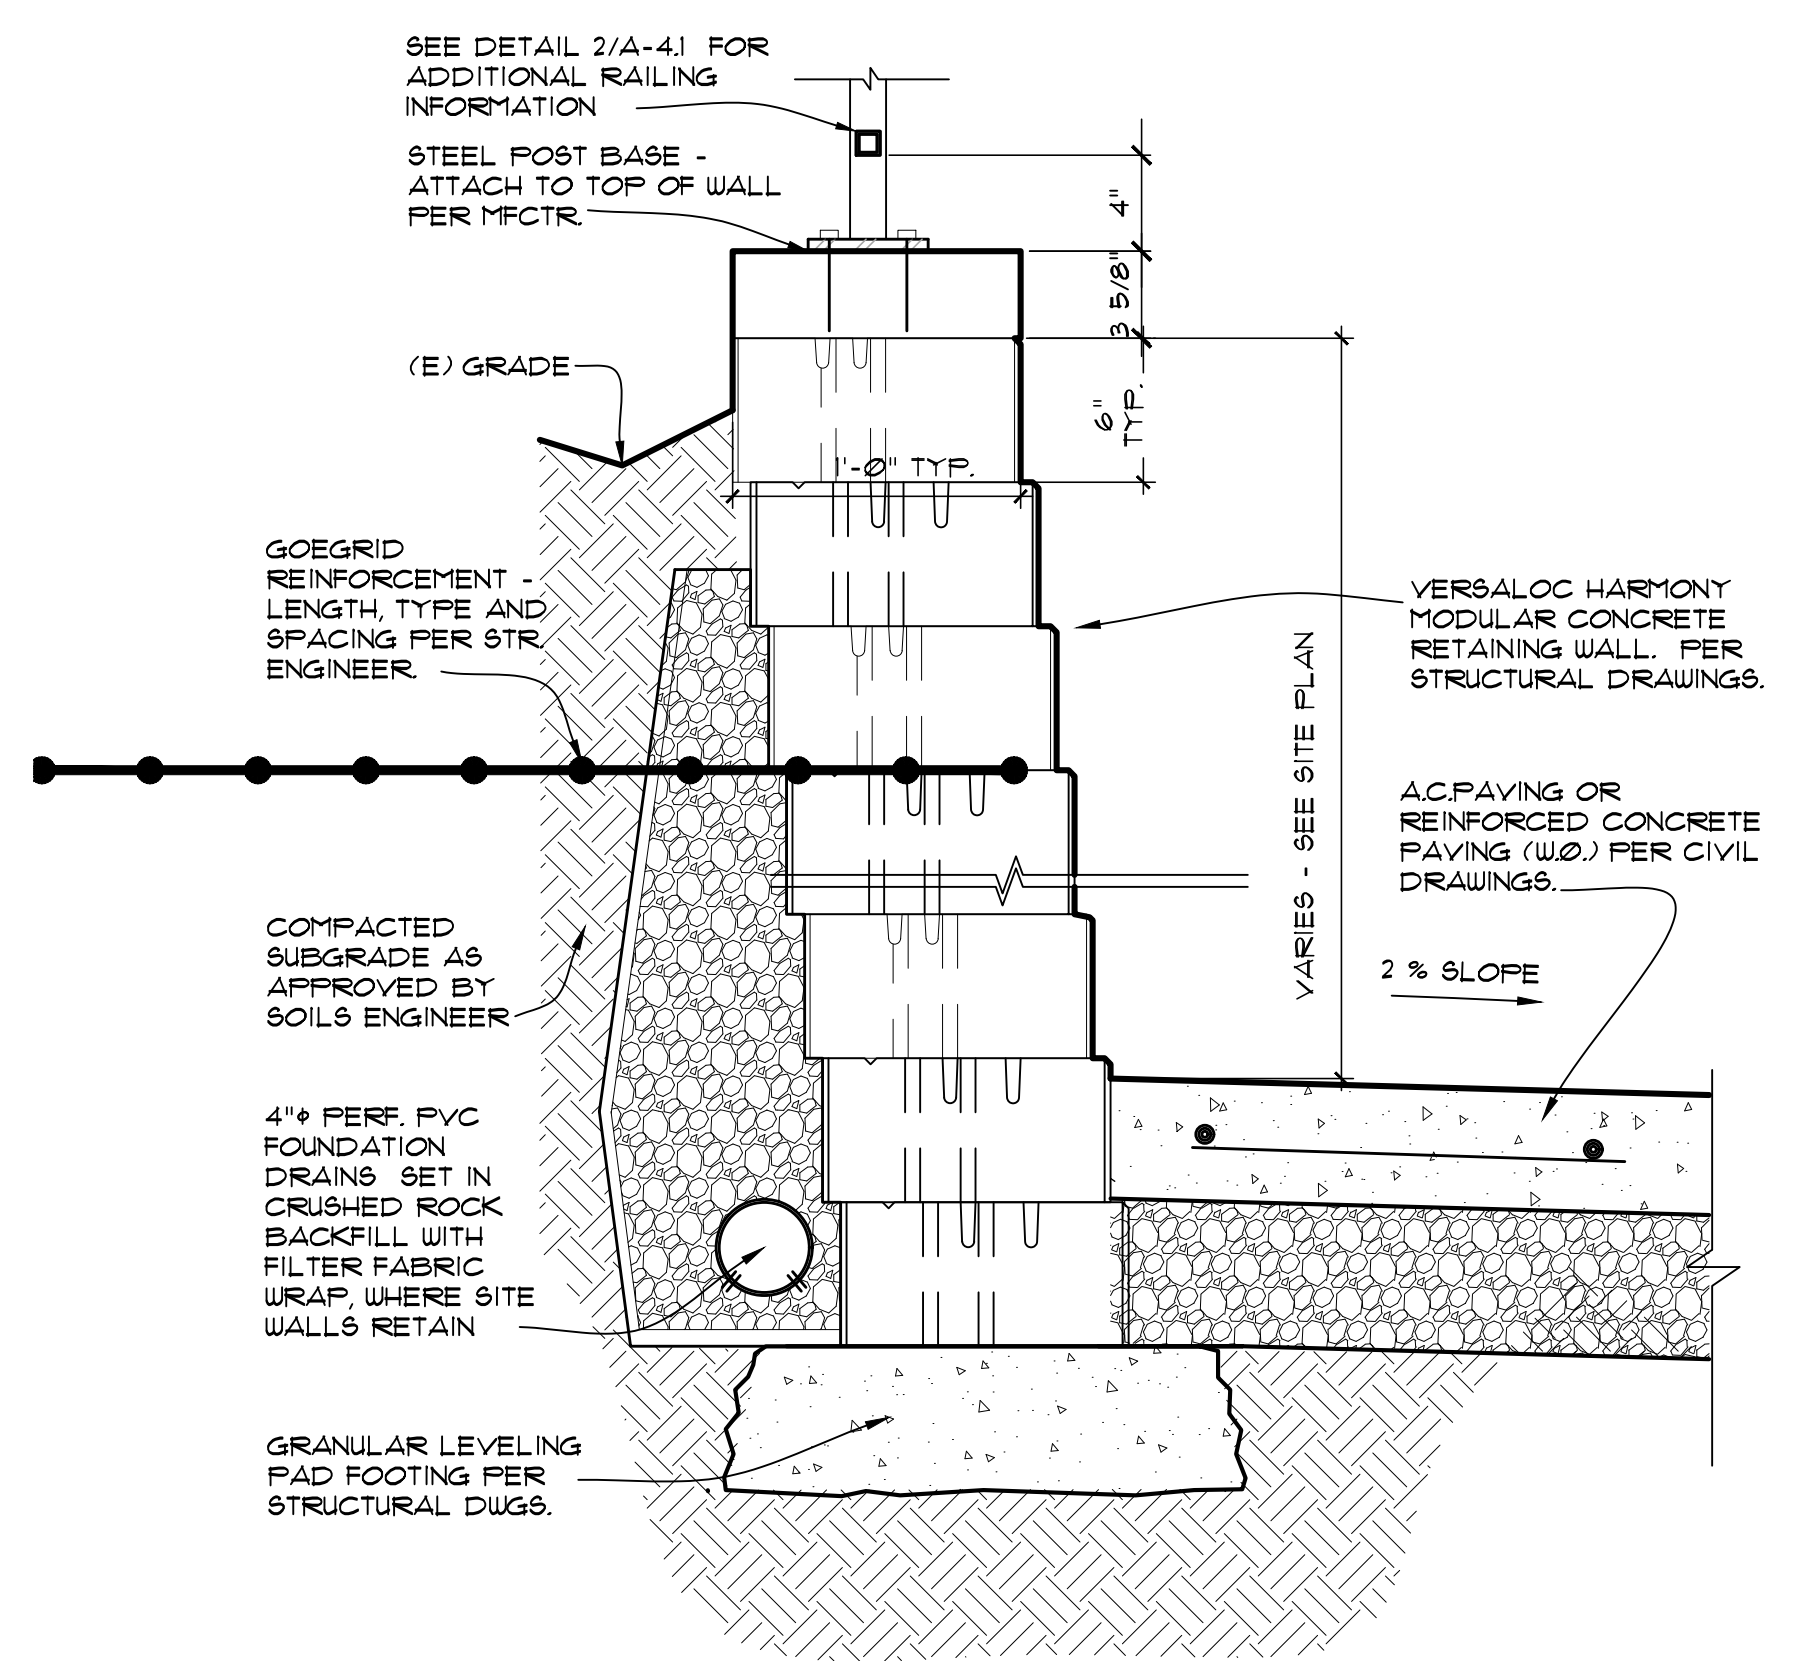 SEE DETAIL 2/A-4.1 FOR
ADDITIONAL RAILING
INFORMATION
STEEL POST BASE -
ATTACH TO TOP OF WALL
PER MFCTR.
4"
3 5/8"
(E) GRADE
6"
TYP.
1'-0" TYP.
GOEGRID
REINFORCEMENT -
LENGTH, TYPE AND
SPACING PER STR.
ENGINEER.
VERSALOC HARMONY
MODULAR CONCRETE
RETAINING WALL. PER
STRUCTURAL DRAWINGS.
VARIES - SEE SITE PLAN
A.C.PAVING OR
REINFORCED CONCRETE
PAVING (W.O.) PER CIVIL
DRAWINGS.
COMPACTED
SUBGRADE AS
APPROVED BY
SOILS ENGINEER
2 % SLOPE
4"φ PERF. PVC
FOUNDATION
DRAINS SET IN
CRUSHED ROCK
BACKFILL WITH
FILTER FABRIC
WRAP, WHERE SITE
WALLS RETAIN
GRANULAR LEVELING
PAD FOOTING PER
STRUCTURAL DWGS.